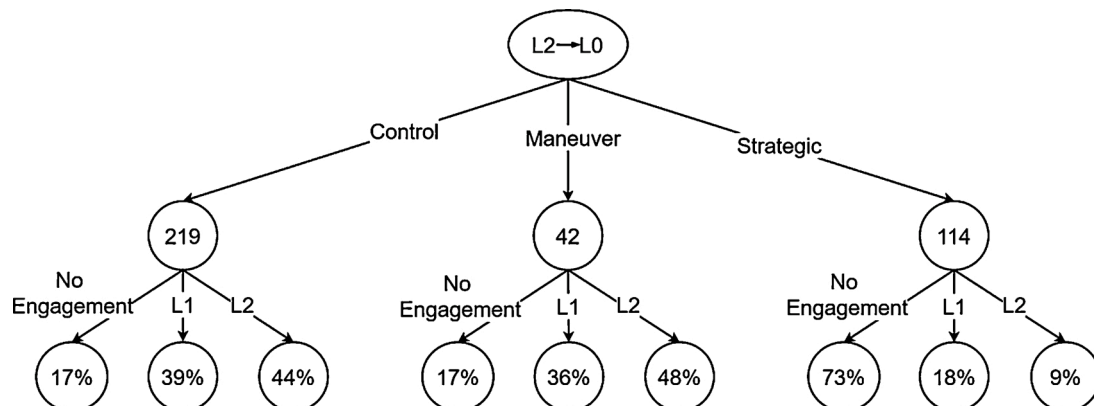 L2→L0
Control
Maneuver
Strategic
219
42
114
No
Engagement
L1
L2
No
Engagement
L1
L2
No
Engagement
L1
L2
17%
39%
44%
17%
36%
48%
73%
18%
9%